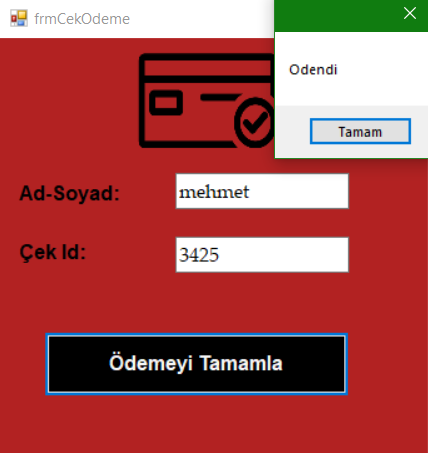 frmCekOdeme
Odendi
Tamam
Ad-Soyad:
mehmet
Çek Id:
3425
Ödemeyi Tamamla